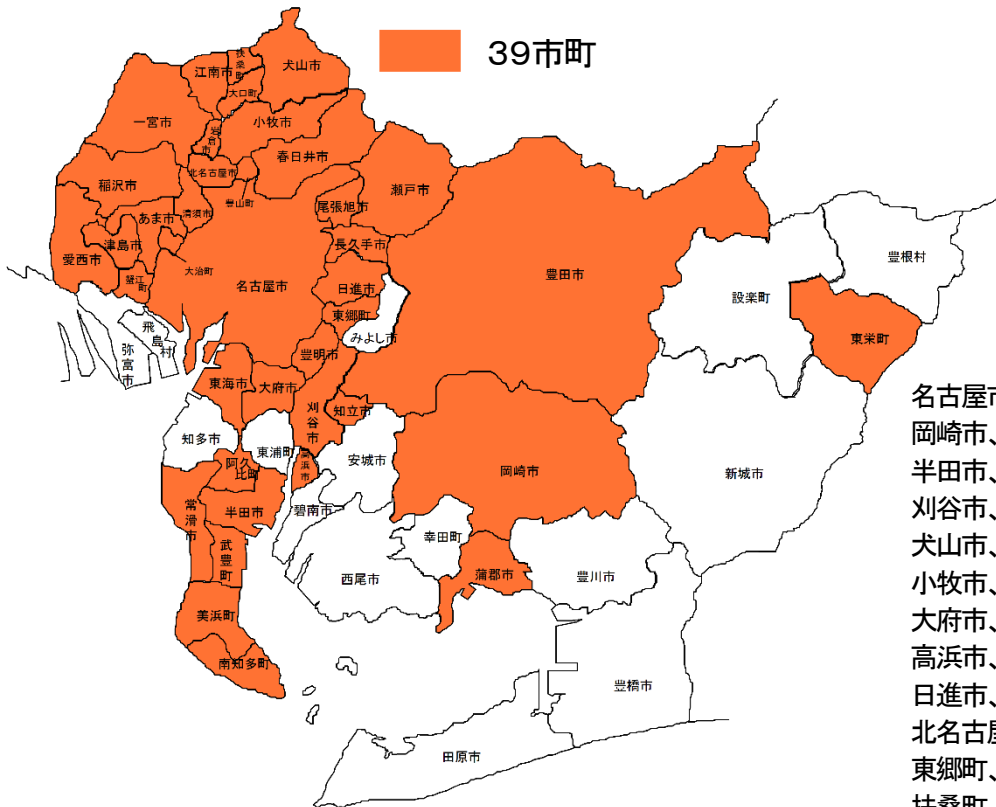 39市町
扶桑町
犬山市
江南市
大口町
一宮市
岩倉市
小牧市
春日井市
北名古屋市
瀬戸市
稲沢市
豊山町
尾張旭市
清須市
あま市
津島市
長久手市
愛西市
大治町
豊田市
豊根村
蟹江町
名古屋市
日進市
設楽町
東郷町
飛島村
みよし市
東栄町
弥富市
豊明市
東海市
大府市
刈谷市
知立市
知多市
東浦町
安城市
高浜市
阿久比町
岡崎市
新城市
常滑市
半田市
碧南市
幸田町
武豊町
西尾市
蒲郡市
豊川市
美浜町
南知多町
豊橋市
田原市
名古屋市
岡崎市、
半田市、
刈谷市、
犬山市、
小牧市、
大府市、
高浜市、
日進市、
北名古屋
東郷町、
扶桑町